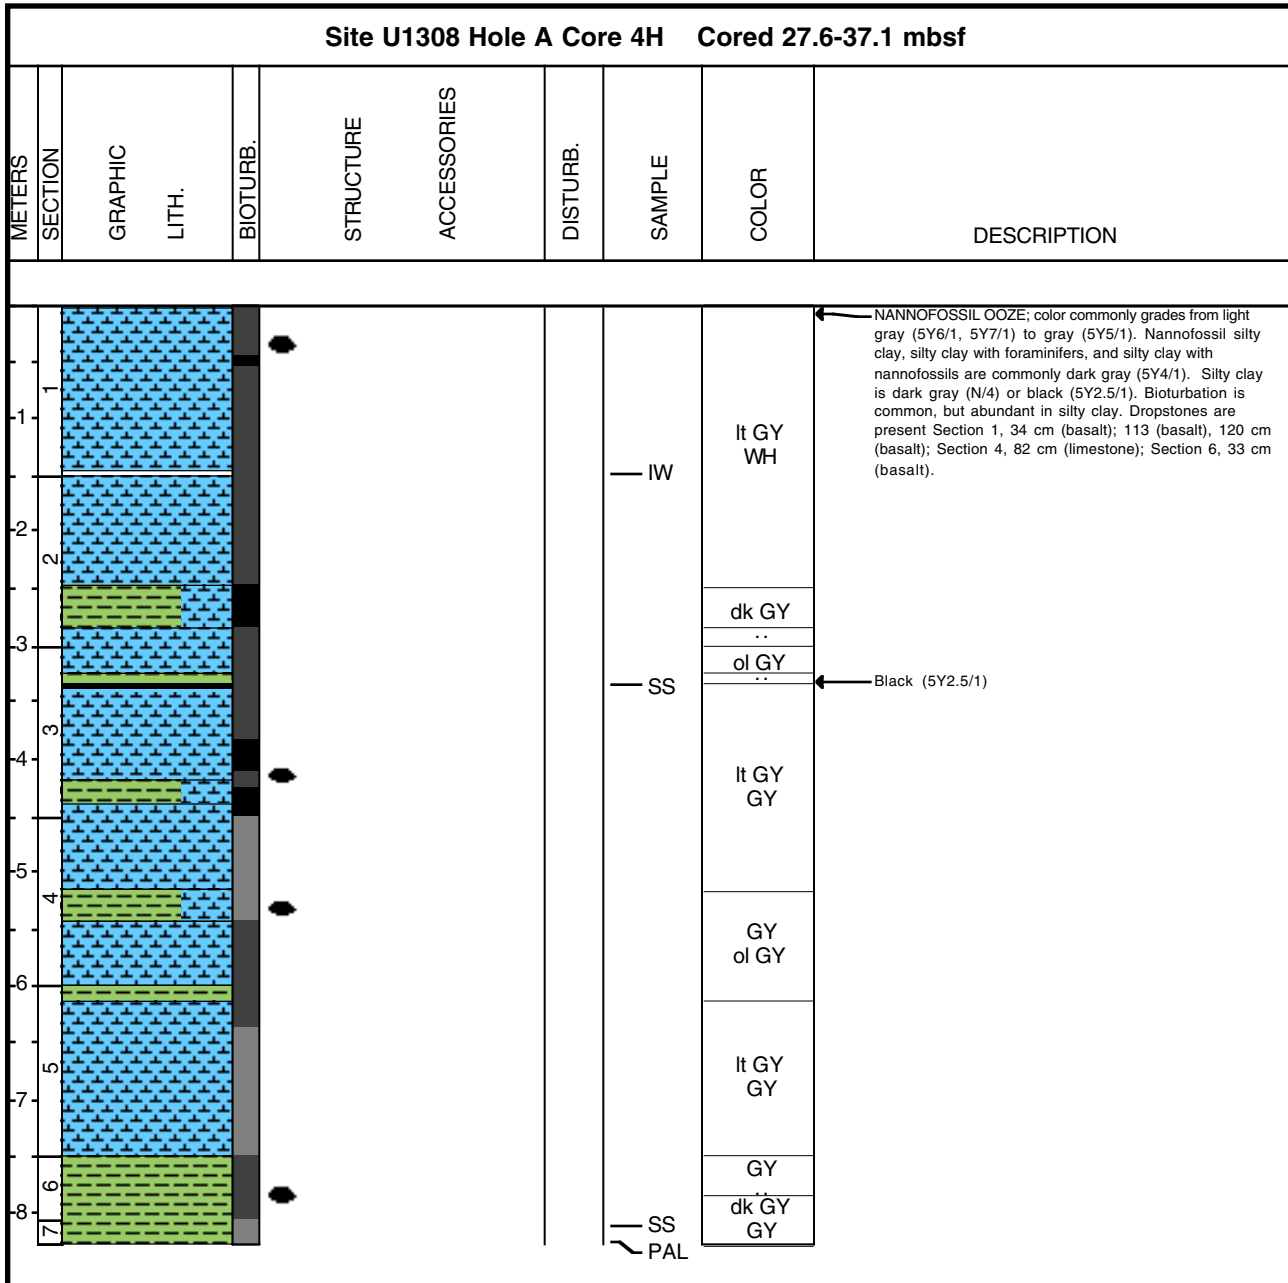 Site U1308 Hole A Core 4H Cored 27.6-37.1 mbsf
METERS
SECTION
GRAPHIC
LITH.
BIOTURB.
STRUCTURE
ACCESSORIES
DISTURB.
SAMPLE
COLOR
DESCRIPTION
NANNOFOSSIL OOZE; color commonly grades from light
gray (5Y6/1, 5Y7/1) to gray (5Y5/1). Nannofossil silty
clay, silty clay with foraminifers, and silty clay with
nannofossils are commonly dark gray (5Y4/1). Silty clay
is dark gray (N/4) or black (5Y2.5/1). Bioturbation is
common, but abundant in silty clay. Dropstones are
present Section 1, 34 cm (basalt); 113 (basalt), 120 cm
(basalt); Section 4, 82 cm (limestone); Section 6, 33 cm
(basalt).
1
1
lt GY
WH
IW
2
2
dk GY
..
3
ol GY
..
SS
Black (5Y2.5/1)
3
4
lt GY
GY
5
4
GY
ol GY
6
5
lt GY
GY
7
6
GY
..
dk GY
8
7
SS
GY
PAL